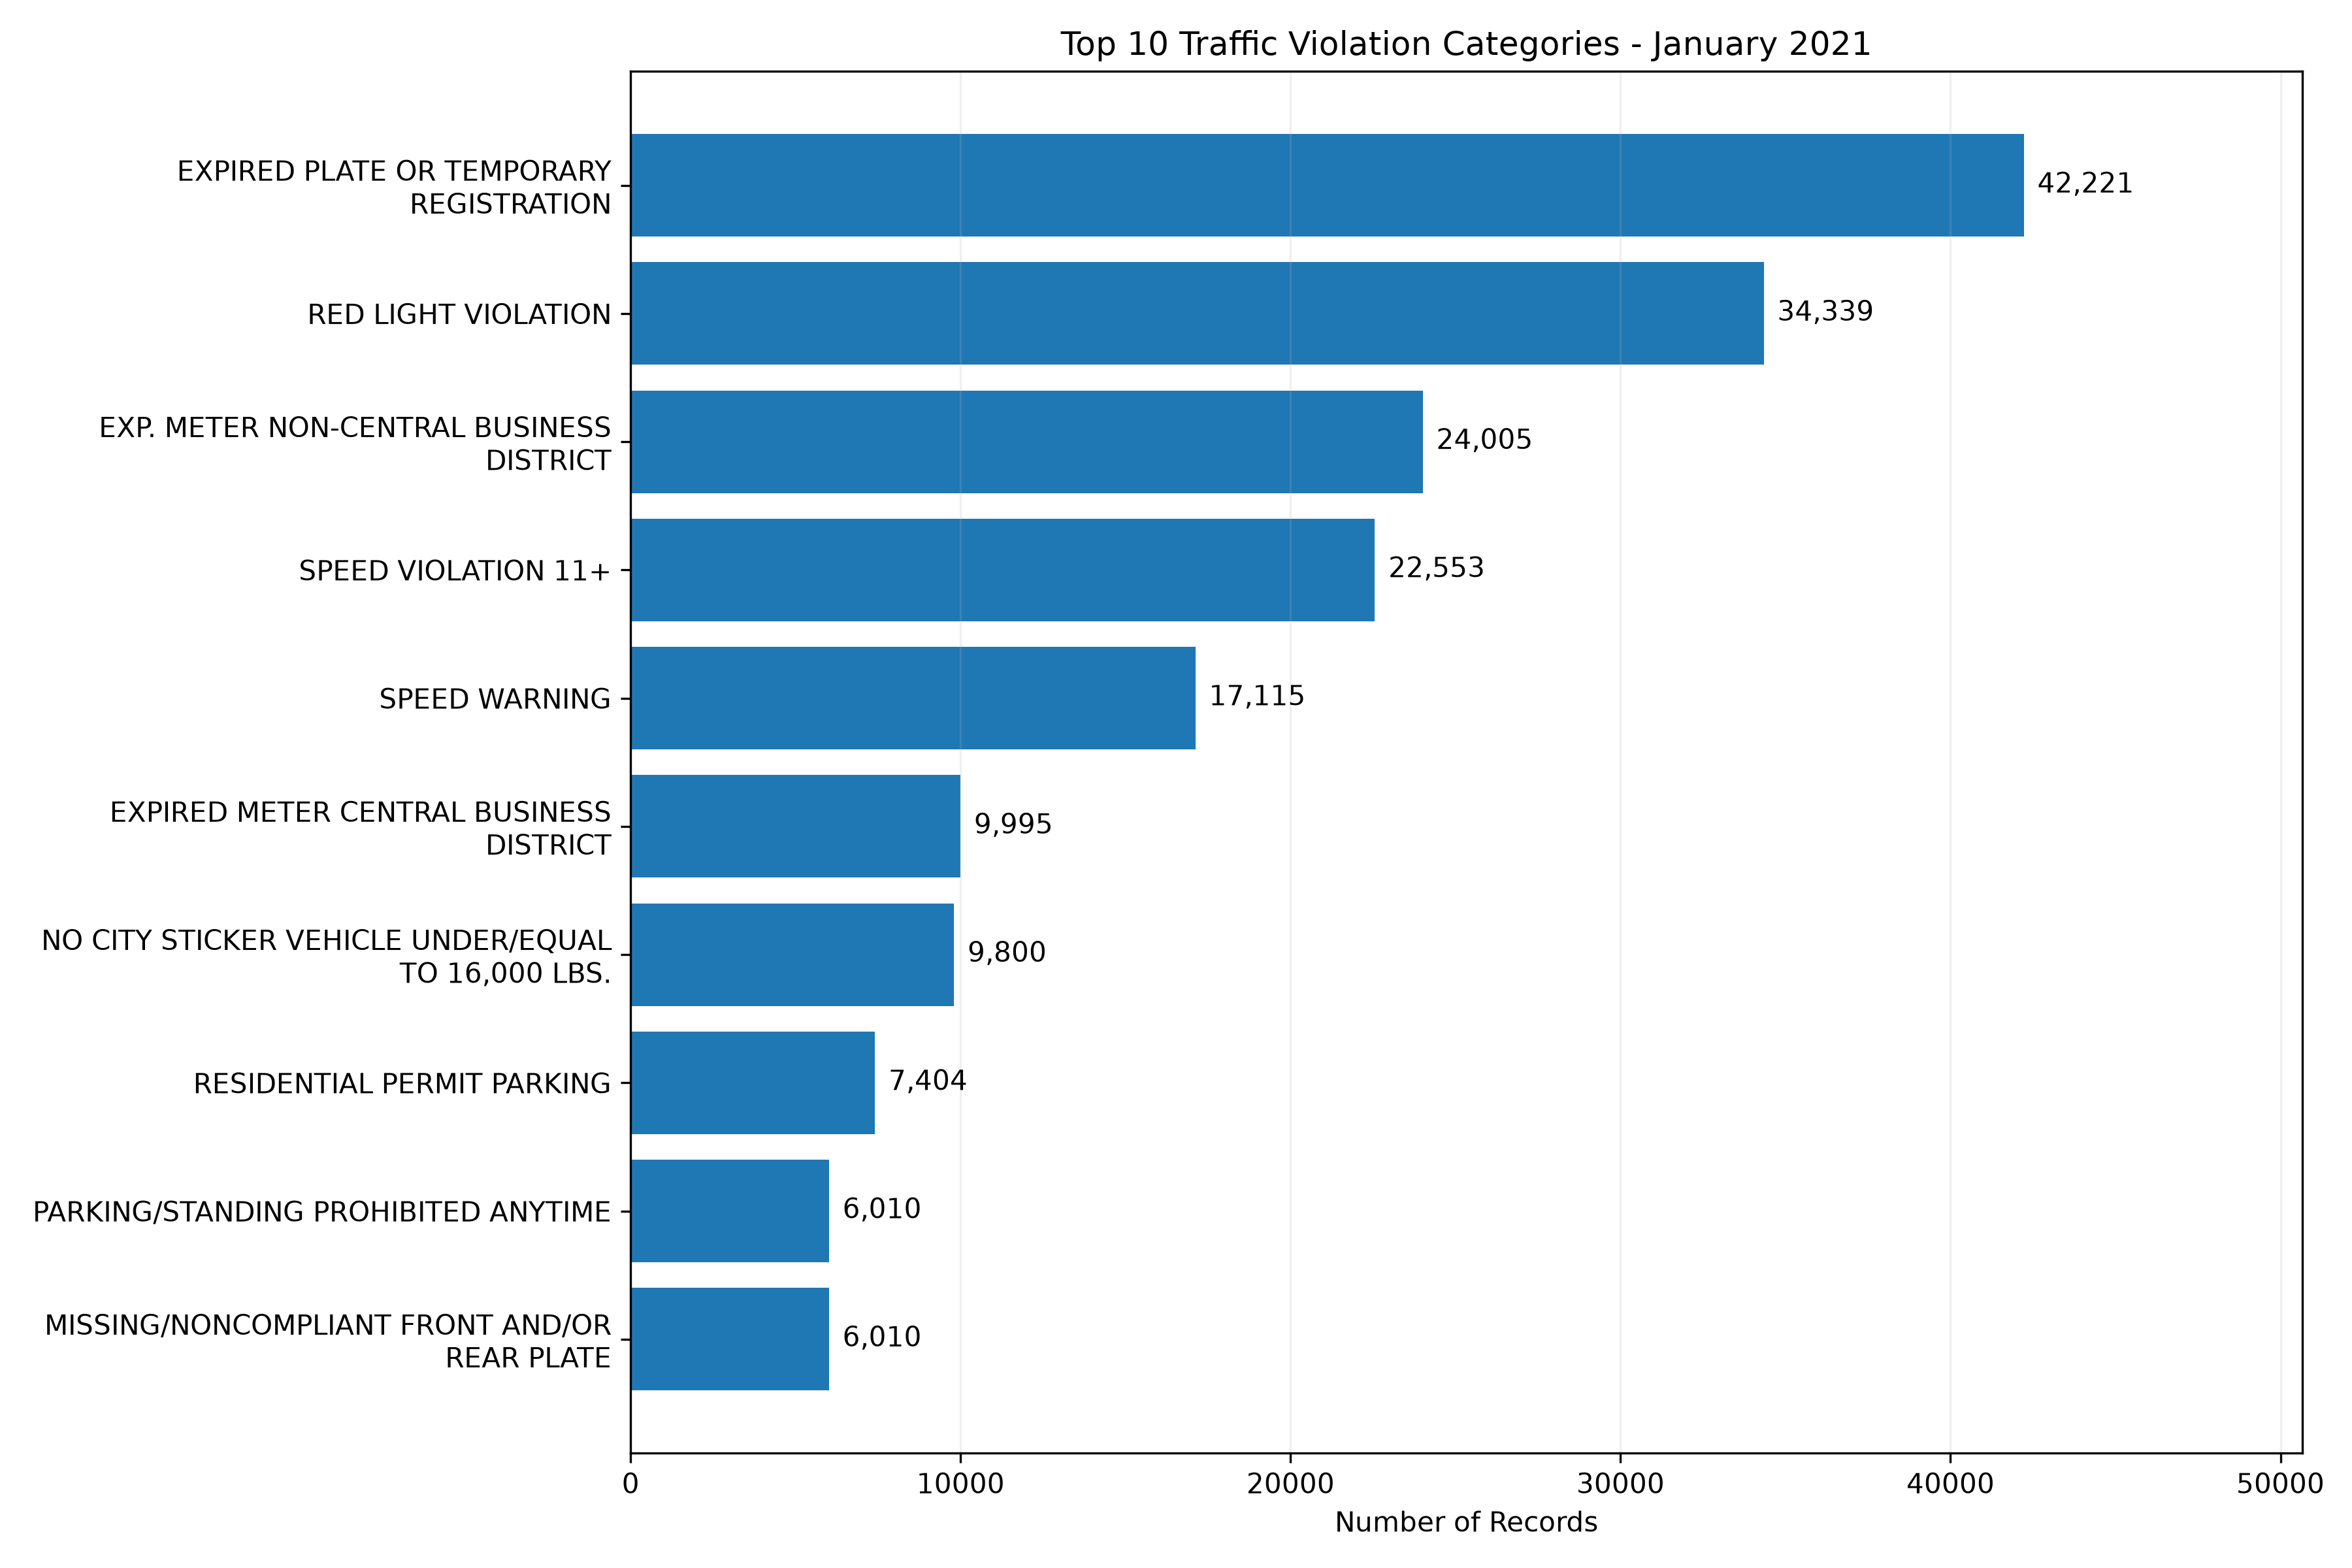 Top 10 Traffic Violation Categories - January 2021
EXPIRED PLATE OR TEMPORARY
REGISTRATION
42,221
RED LIGHT VIOLATION
34,339
EXP. METER NON-CENTRAL BUSINESS
DISTRICT
24,005
SPEED VIOLATION 11+
22,553
SPEED WARNING
17,115
EXPIRED METER CENTRAL BUSINESS
DISTRICT
9,995
NO CITY STICKER VEHICLE UNDER/EQUAL
TO 16,000 LBS.
9,800
RESIDENTIAL PERMIT PARKING
7,404
PARKING/STANDING PROHIBITED ANYTIME
6,010
MISSING/NONCOMPLIANT FRONT AND/OR
REAR PLATE
6,010
0 10000 20000 30000 40000 50000
Number of Records